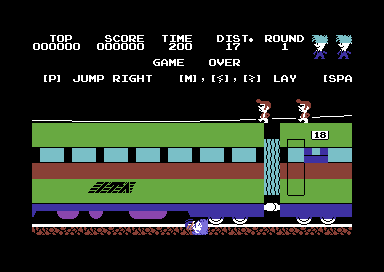 TOP SCORE TIME DIST. ROUND
000000 000000 200 17 1
GAME OVER
[P] JUMP RIGHT [M],[<],[>] LAY [SPA
18